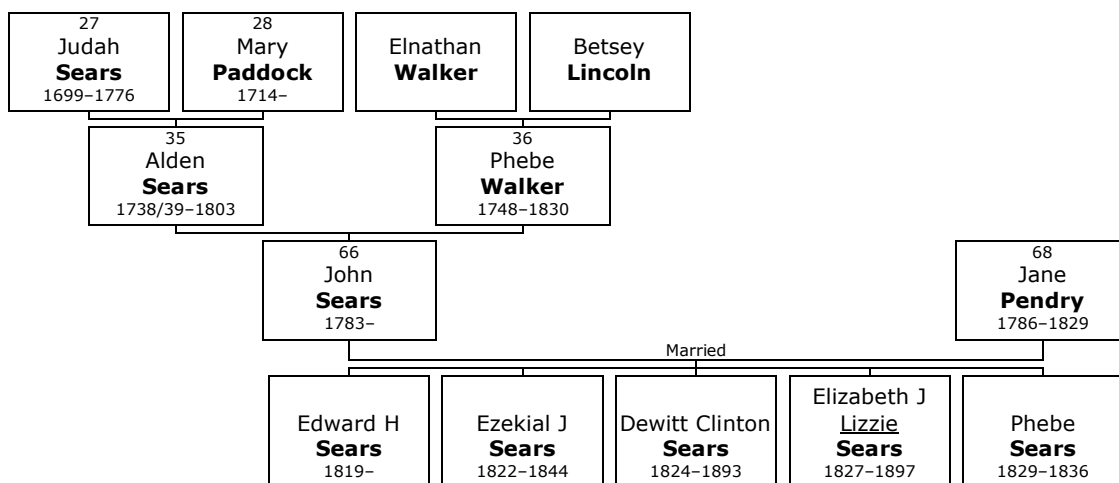 27
Judah
Sears
1699–1776
28
Mary
Paddock
1714–
Elnathan
Walker
Betsey
Lincoln
35
Alden
Sears
1738/39–1803
36
Phebe
Walker
1748–1830
66
John
Sears
1783–
68
Jane
Pendry
1786–1829
Married
Edward H
Sears
1819–
Ezekial J
Sears
1822–1844
Dewitt Clinton
Sears
1824–1893
Elizabeth J
Lizzie
Sears
1827–1897
Phebe
Sears
1829–1836